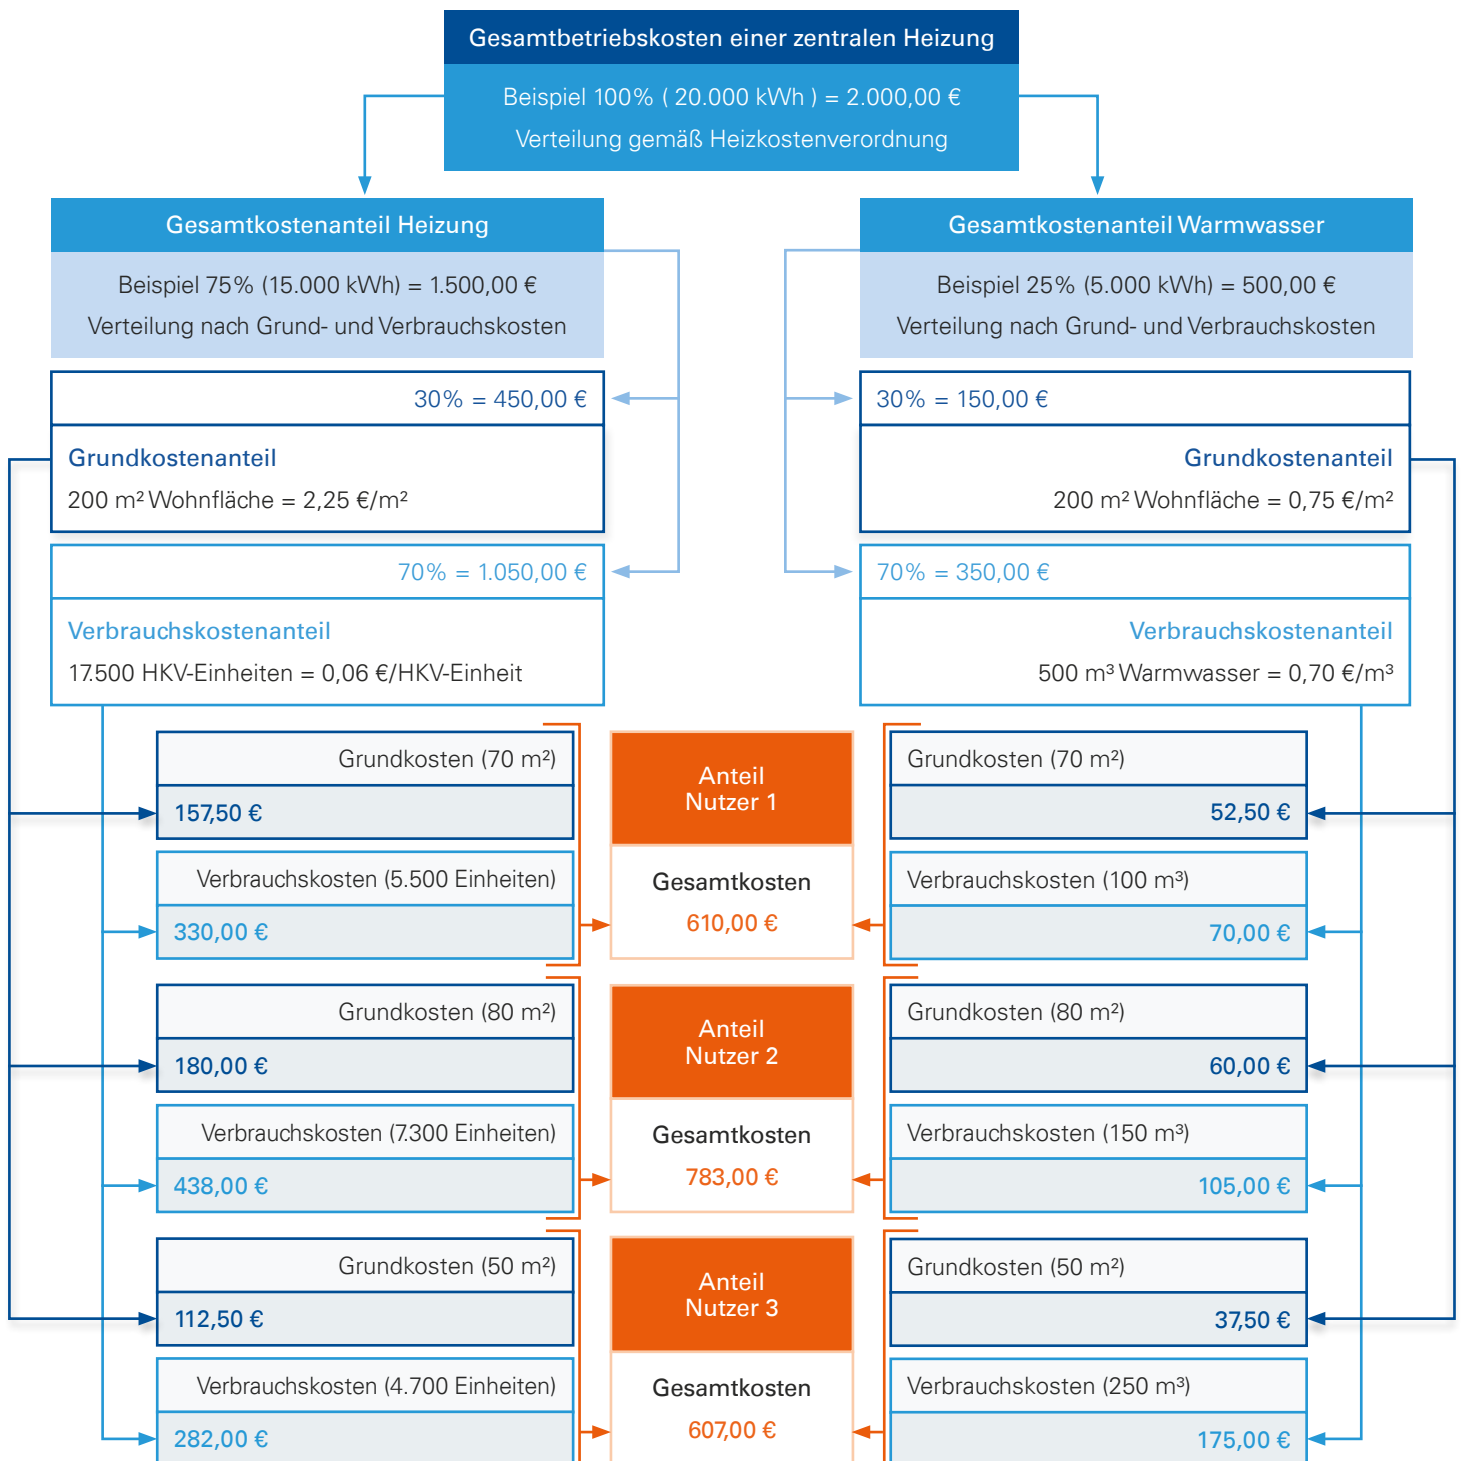 Gesamtbetriebskosten einer zentralen Heizung
Beispiel 100% ( 20.000 kWh ) = 2.000,00 €
Verteilung gemäß Heizkostenverordnung
Gesamtkostenanteil Heizung
Beispiel 75% (15.000 kWh) = 1.500,00 €
Verteilung nach Grund- und Verbrauchskosten
30% = 450,00 €
Grundkostenanteil
200 m² Wohnfläche = 2,25 €/m²
70% = 1.050,00 €
Verbrauchskostenanteil
17.500 HKV-Einheiten = 0,06 €/HKV-Einheit
Gesamtkostenanteil Warmwasser
Beispiel 25% (5.000 kWh) = 500,00 €
Verteilung nach Grund- und Verbrauchskosten
30% = 150,00 €
Grundkostenanteil
200 m² Wohnfläche = 0,75 €/m²
70% = 350,00 €
Verbrauchskostenanteil
500 m³ Warmwasser = 0,70 €/m³
Grundkosten (70 m²)
157,50 €
Verbrauchskosten (5.500 Einheiten)
330,00 €
Anteil
Nutzer 1
Gesamtkosten
610,00 €
Grundkosten (70 m²)
52,50 €
Verbrauchskosten (100 m³)
70,00 €
Grundkosten (80 m²)
180,00 €
Verbrauchskosten (7.300 Einheiten)
438,00 €
Anteil
Nutzer 2
Gesamtkosten
783,00 €
Grundkosten (80 m²)
60,00 €
Verbrauchskosten (150 m³)
105,00 €
Grundkosten (50 m²)
112,50 €
Verbrauchskosten (4.700 Einheiten)
282,00 €
Anteil
Nutzer 3
Gesamtkosten
607,00 €
Grundkosten (50 m²)
37,50 €
Verbrauchskosten (250 m³)
175,00 €